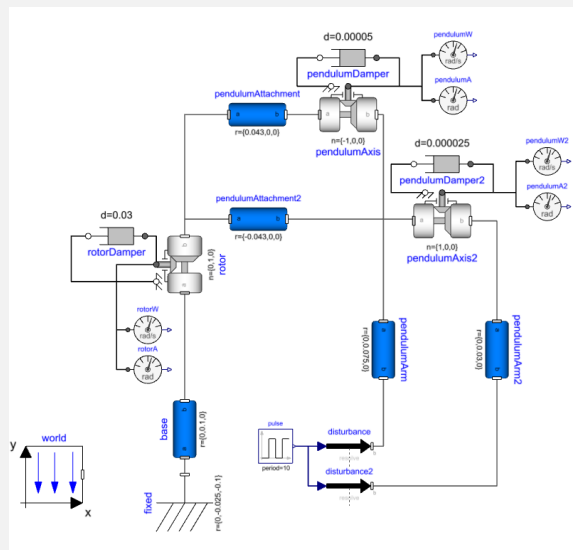 d=0.00005
pendulumDamper
pendulumW
rad/s
pendulumA
rad
pendulumAttachment
a
b
r={0.043,0,0}
a
b
n={-1,0,0}
pendulumAxis
d=0.000025
pendulumDamper2
pendulumW2
rad/s
pendulumA2
rad
pendulumAttachment2
a
b
r={-0.043,0,0}
a
b
n={1,0,0}
pendulumAxis2
d=0.03
rotorDamper
rotor
n={0,1,0}
rotorW
rad/s
rotorA
rad
pendulumArm
r={0,0.075,0}
pendulumArm2
r={0,0.03,0}
base
r={0,0.1,0}
pulse
period=10
disturbance
disturbance2
world
y
x
fixed
r={0,-0.025,-0.1}